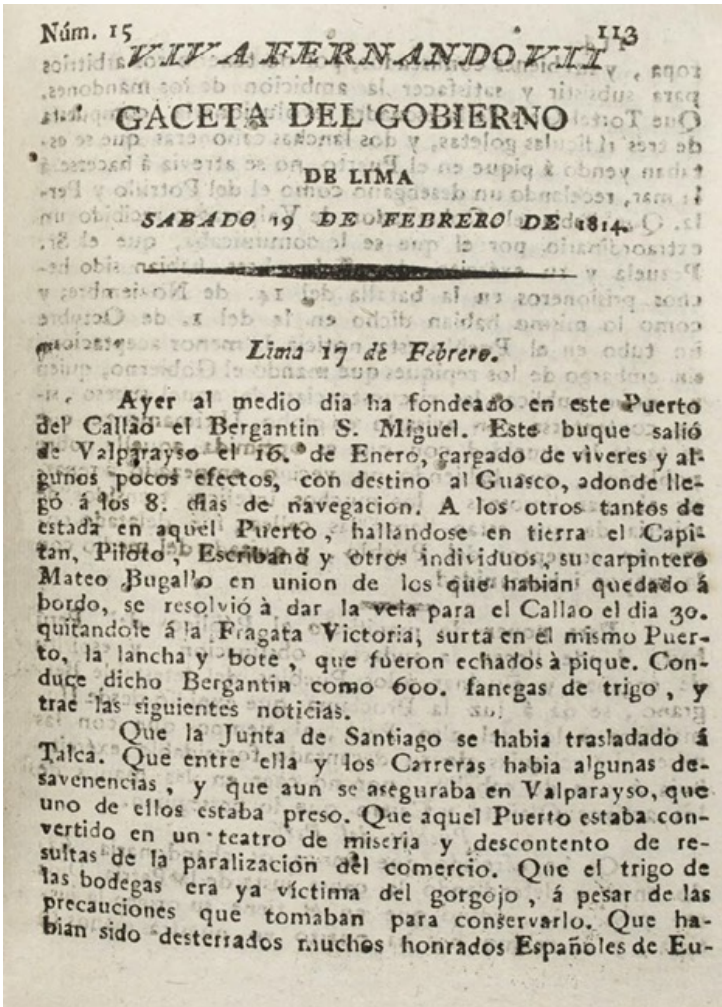 Núm. 15 113
VIVA FERNANDO VII
GACETA DEL GOBIERNO
DE LIMA
SABADO 19 DE FEBRERO DE 1814.
Lima 17 de Febrero.
Ayer al medio dia ha fondeado en este Puerto
del Callao el Bergantin S. Miguel. Este buque salió
de Valparayso el 16. de Enero, cargado de viveres y al-
gunos pocos efectos, con destino al Guasco, adonde lle-
gó á los 8. dias de navegacion. A los otros tantos de
estada en aquel Puerto, hallandose en tierra el Capi-
tan, Piloto, Escribano y otros individuos, su carpintero
Mateo Bugallo en union de los que habian quedado á
bordo, se resolvió à dar la vela para el Callao el dia 30.
quitandole á la Fragata Victoria, surta en el mismo Puer-
to, la lancha y bote, que fueron echados à pique. Con-
duce dicho Bergantin como 600. fanegas de trigo, y
trae las siguientes noticias.
Que la Junta de Santiago se habia trasladado á
Talca. Que entre ella y los Carreras habia algunas de-
savenencias, y que aun se aseguraba en Valparayso, que
uno de ellos estaba preso. Que aquel Puerto estaba con-
vertido en un teatro de miseria y descontento de re-
sultas de la paralización del comercio. Que el trigo de
las bodegas era ya víctima del gorgojo, á pesar de las
precauciones que tomaban para conservarlo. Que ha-
bian sido desterrados muchos honrados Españoles de Eu-